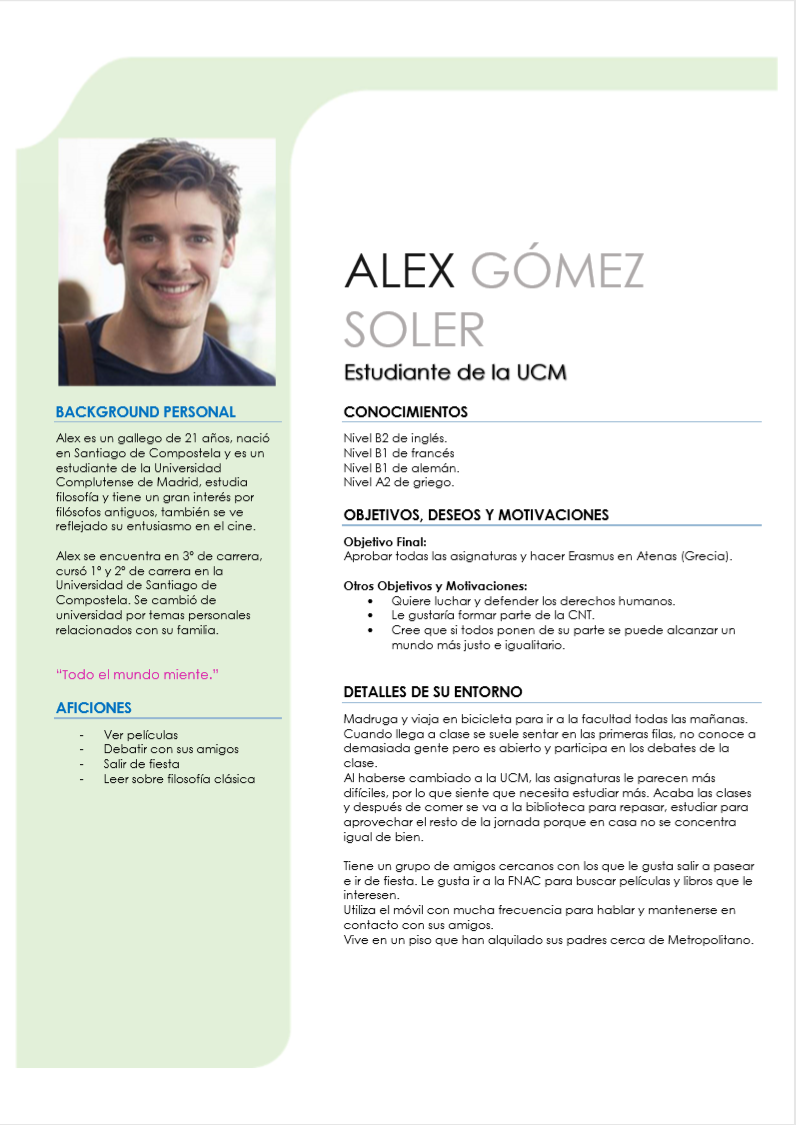 ALEX GÓMEZ
SOLER
Estudiante de la UCM
BACKGROUND PERSONAL
Alex es un gallego de 21 años, nació
en Santiago de Compostela y es un
estudiante de la Universidad
Complutense de Madrid, estudia
filosofía y tiene un gran interés por
filósofos antiguos, también se ve
reflejado su entusiasmo en el cine.
Alex se encuentra en 3º de carrera,
cursó 1º y 2º de carrera en la
Universidad de Santiago de
Compostela. Se cambió de
universidad por temas personales
relacionados con su familia.
“Todo el mundo miente.”
AFICIONES
- Ver películas
- Debatir con sus amigos
- Salir de fiesta
- Leer sobre filosofía clásica
CONOCIMIENTOS
Nivel B2 de inglés.
Nivel B1 de francés
Nivel B1 de alemán.
Nivel A2 de griego.
OBJETIVOS, DESEOS Y MOTIVACIONES
Objetivo Final:
Aprobar todas las asignaturas y hacer Erasmus en Atenas (Grecia).
Otros Objetivos y Motivaciones:
• Quiere luchar y defender los derechos humanos.
• Le gustaría formar parte de la CNT.
• Cree que si todos ponen de su parte se puede alcanzar un
mundo más justo e igualitario.
DETALLES DE SU ENTORNO
Madruga y viaja en bicicleta para ir a la facultad todas las mañanas.
Cuando llega a clase se suele sentar en las primeras filas, no conoce a
demasiada gente pero es abierto y participa en los debates de la
clase.
Al haberse cambiado a la UCM, las asignaturas le parecen más
difíciles, por lo que siente que necesita estudiar más. Acaba las clases
y después de comer se va a la biblioteca para repasar, estudiar para
aprovechar el resto de la jornada porque en casa no se concentra
igual de bien.
Tiene un grupo de amigos cercanos con los que le gusta salir a pasear
e ir de fiesta. Le gusta ir a la FNAC para buscar películas y libros que le
interesen.
Utiliza el móvil con mucha frecuencia para hablar y mantenerse en
contacto con sus amigos.
Vive en un piso que han alquilado sus padres cerca de Metropolitano.